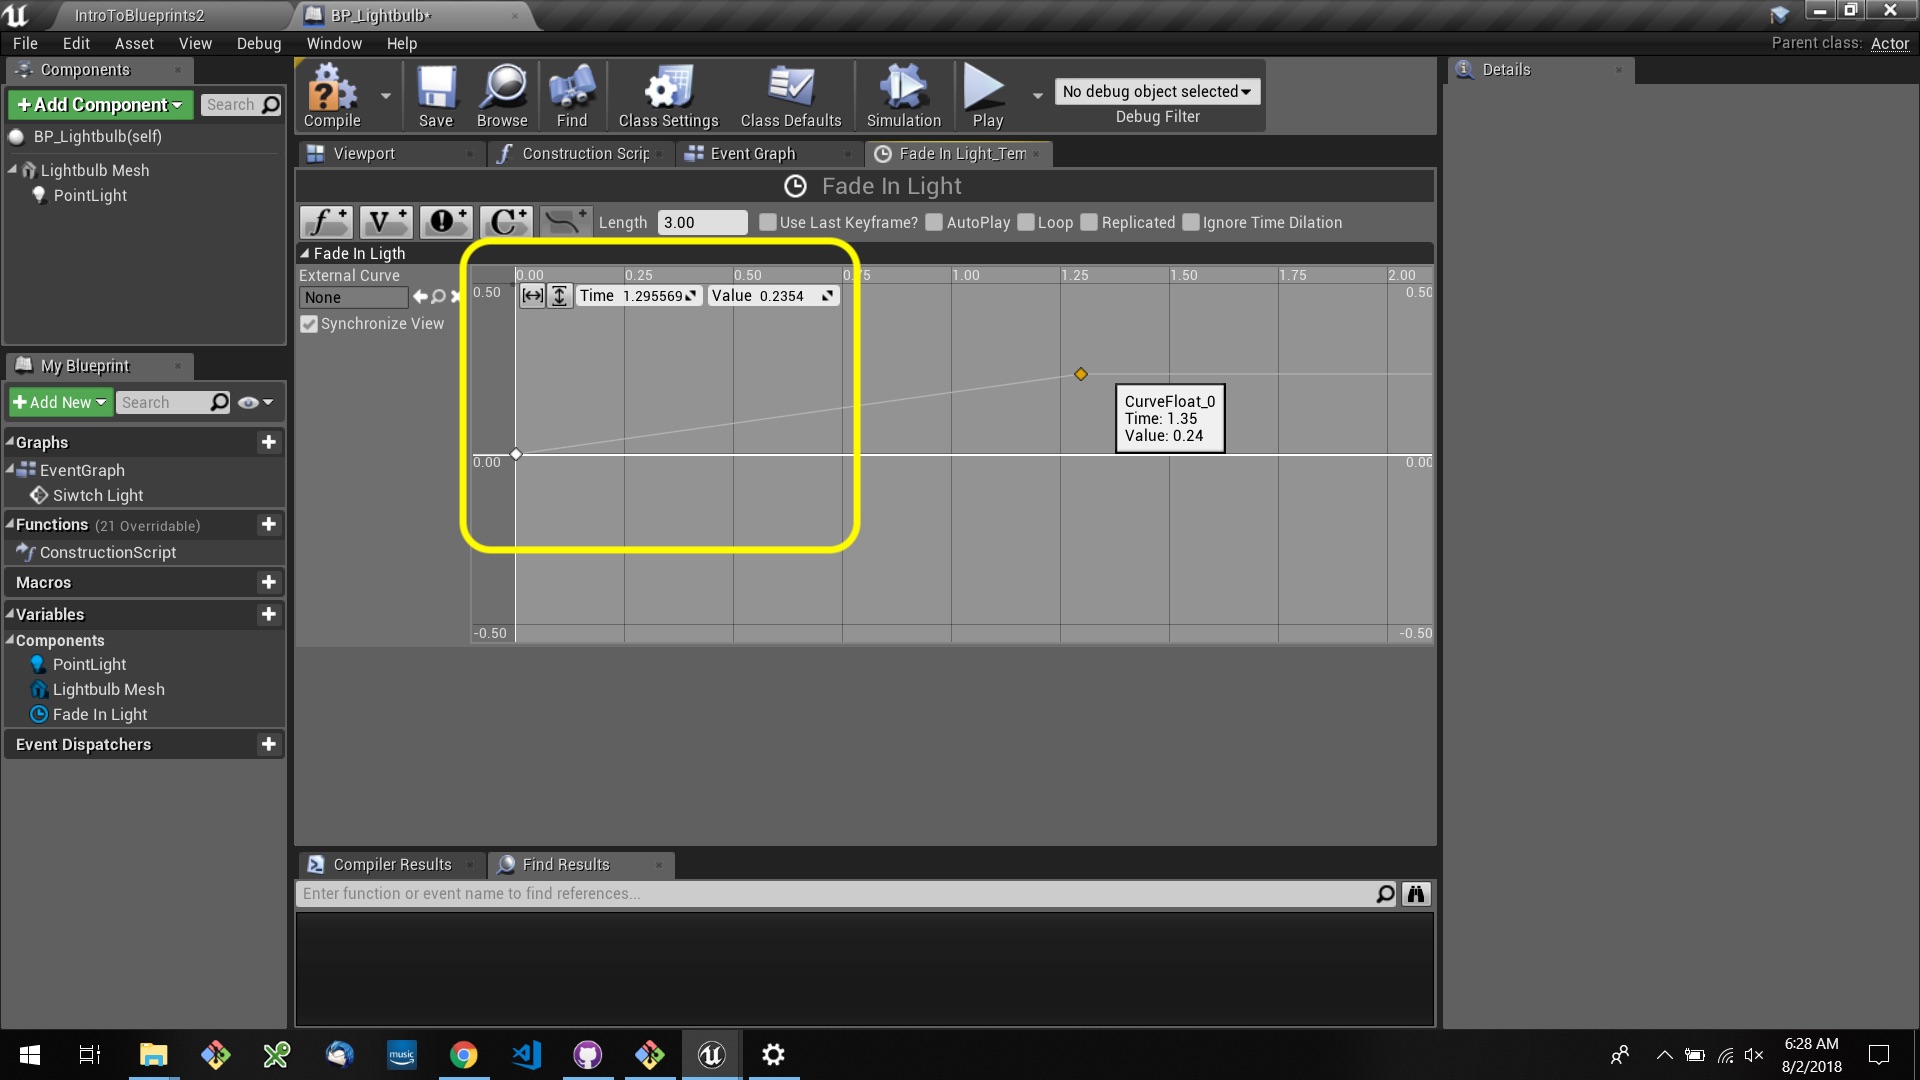 IntroToBlueprints2
BP_Lightbulb*
File Edit Asset View Debug Window Help
Parent class: Actor
Components
+Add Component
Search
BP_Lightbulb(self)
Lightbulb Mesh
PointLight
Compile
Save
Browse
Find
Class Settings
Class Defaults
Simulation
Play
No debug object selected
Debug Filter
Details
Viewport
Construction Scrip
Event Graph
Fade In Light_Tem
Fade In Light
f+ V+ !+ C+
Length 3.00 Use Last Keyframe? AutoPlay Loop Replicated Ignore Time Dilation
Fade In Ligth
External Curve
None
Synchronize View
0.00 0.25 0.50 0.75 1.00 1.25 1.50 1.75 2.00
0.50 Time 1.295569 Value 0.2354 0.50
CurveFloat_0
Time: 1.35
Value: 0.24
0.00 0.00
-0.50 -0.50
My Blueprint
+Add New
Search
Graphs
EventGraph
Siwtch Light
Functions (21 Overridable)
ConstructionScript
Macros
Variables
Components
PointLight
Lightbulb Mesh
Fade In Light
Event Dispatchers
Compiler Results
Find Results
Enter function or event name to find references...
music
6:28 AM
8/2/2018